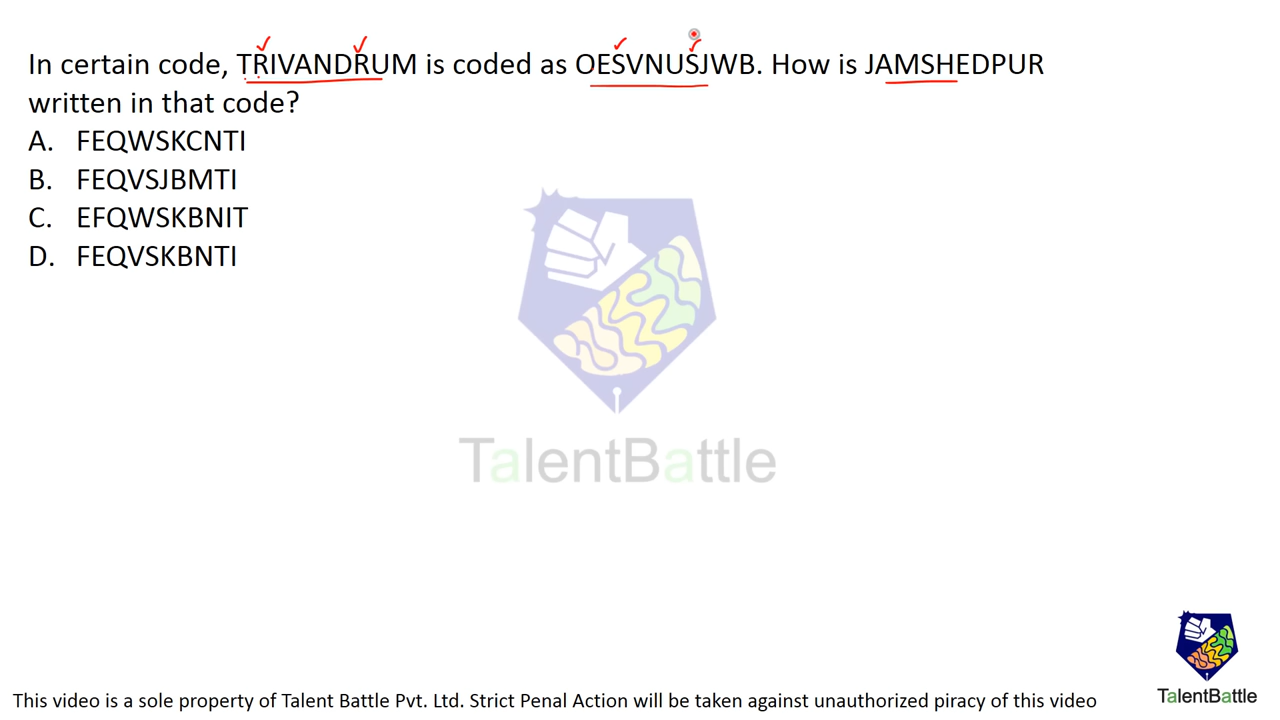 In certain code, TRIVANDRUM is coded as OESVNUSJWB. How is JAMSHEDPUR
written in that code?
A. FEQWSKCNTI
B. FEQVSJBMTI
C. EFQWSKBNIT
D. FEQVSKBNTI
TalentBattle
TalentBattle
This video is a sole property of Talent Battle Pvt. Ltd. Strict Penal Action will be taken against unauthorized piracy of this video